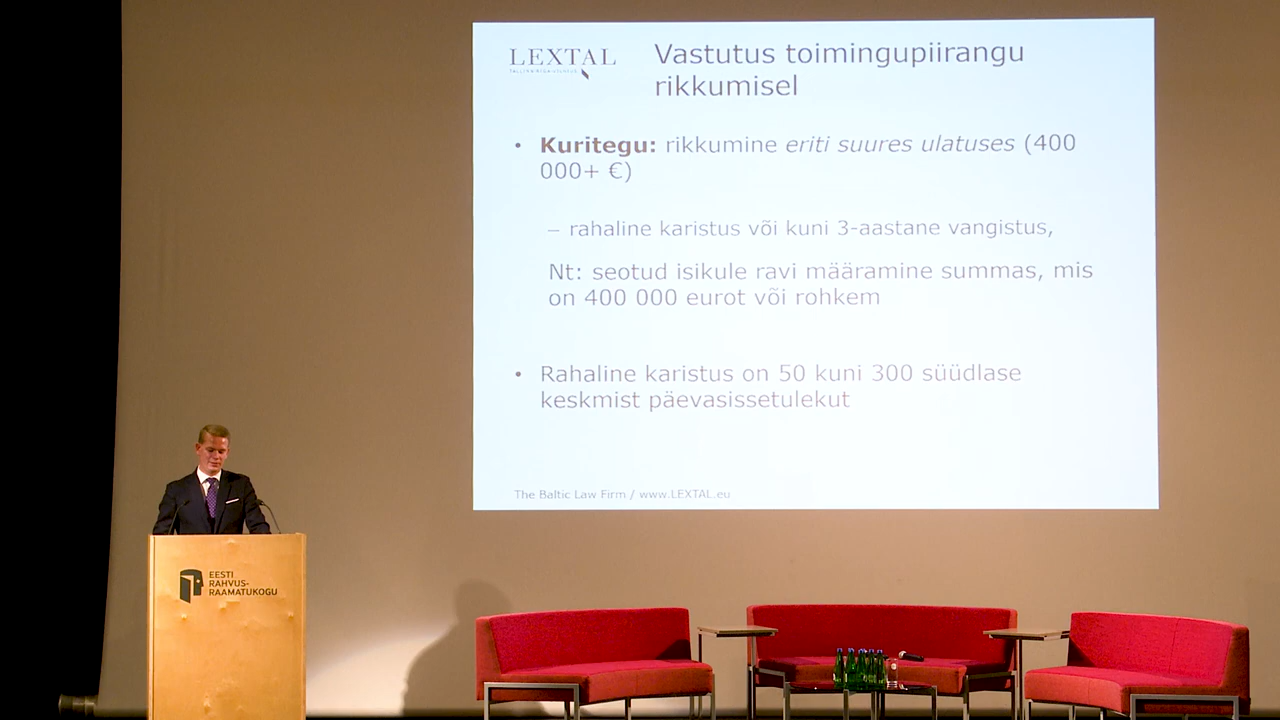 LEXTAL
Vastutus toimingupiirangu
rikkumisel
• Kuritegu: rikkumine eriti suures ulatuses (400
000+ €)
– rahaline karistus või kuni 3-aastane vangistus,
Nt: seotud isikule ravi määramine summas, mis
on 400 000 eurot või rohkem
• Rahaline karistus on 50 kuni 300 süüdlase
keskmist päevasissetulekut
The Baltic Law Firm / www.LEXTAL.eu
EESTI
RAHVUS-
RAAMATUKOGU